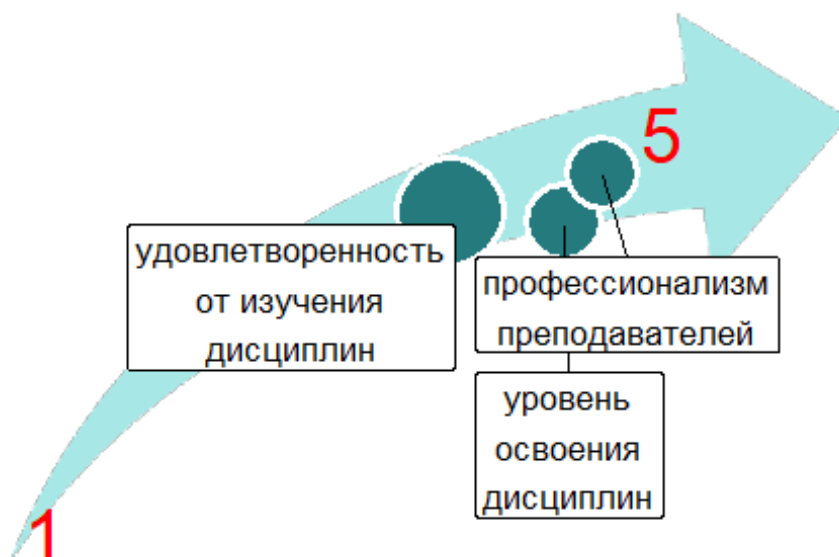 5
удовлетворенность
от изучения
дисциплин
профессионализм
преподавателей
уровень
освоения
дисциплин
1